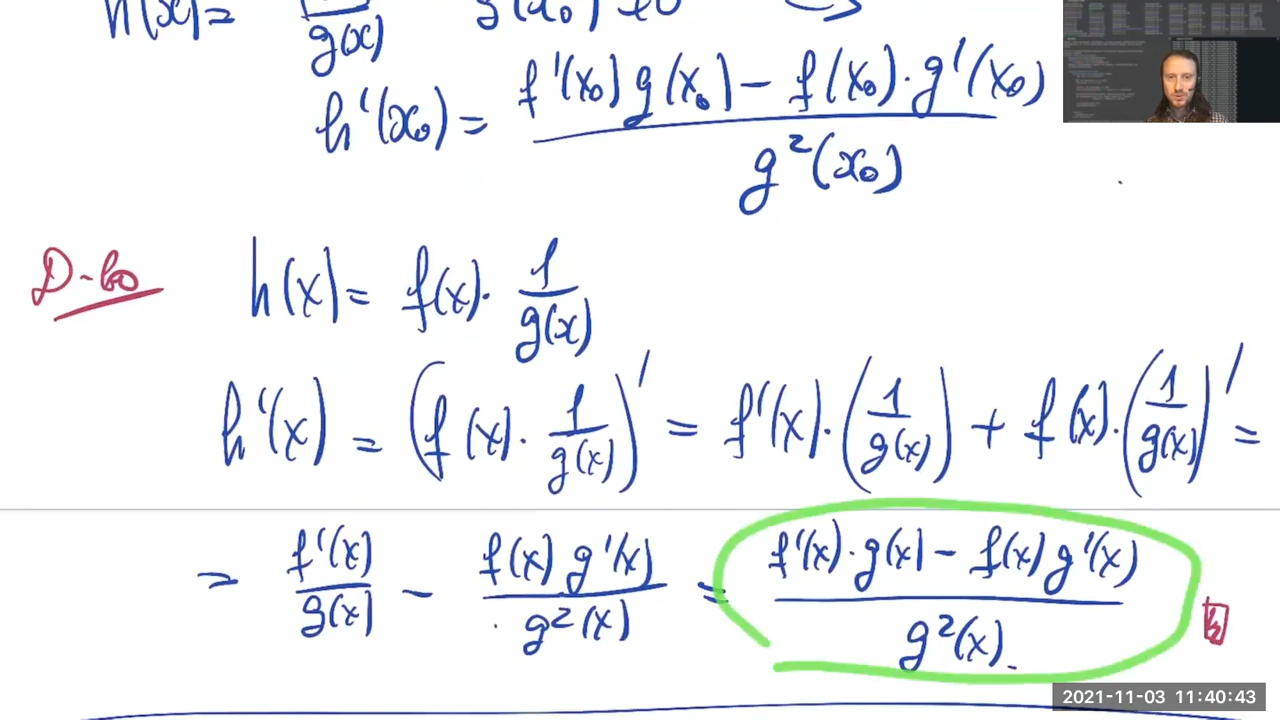 h(x) = f(x)/g(x) g(x₀) ≠ 0 ⇒
h'(x₀) = (f'(x₀) g(x₀) - f(x₀)·g'(x₀)) / g²(x₀)
Д-во h(x) = f(x)· 1/g(x)
h'(x) = (f(x)· 1/g(x))' = f'(x)·(1/g(x)) + f(x)·(1/g(x))' =
= f'(x)/g(x) - f(x) g'(x)/g²(x) = (f'(x)·g(x) - f(x) g'(x)) / g²(x).
2021-11-03 11:40:43